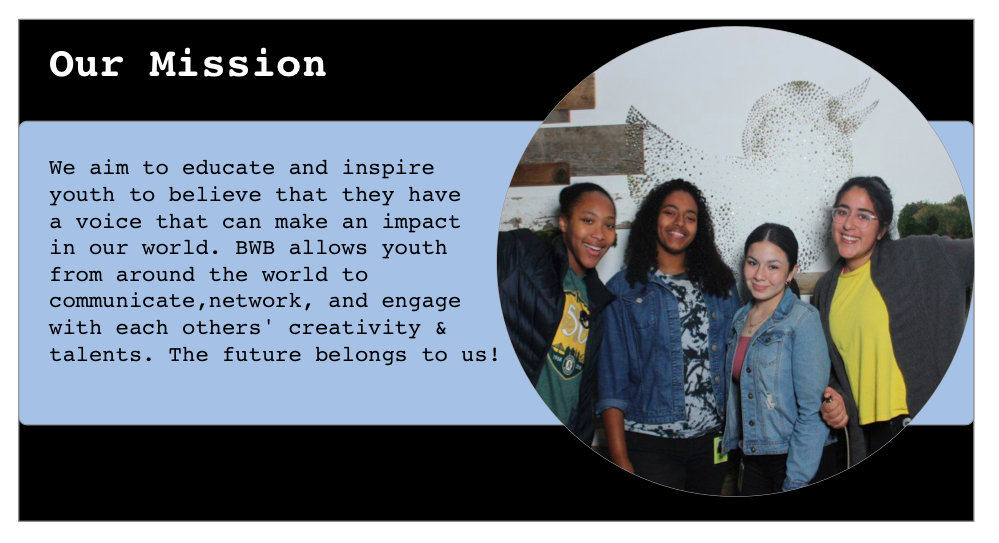 Our Mission
We aim to educate and inspire
youth to believe that they have
a voice that can make an impact
in our world. BWB allows youth
from around the world to
communicate,network, and engage
with each others' creativity &
talents. The future belongs to us!